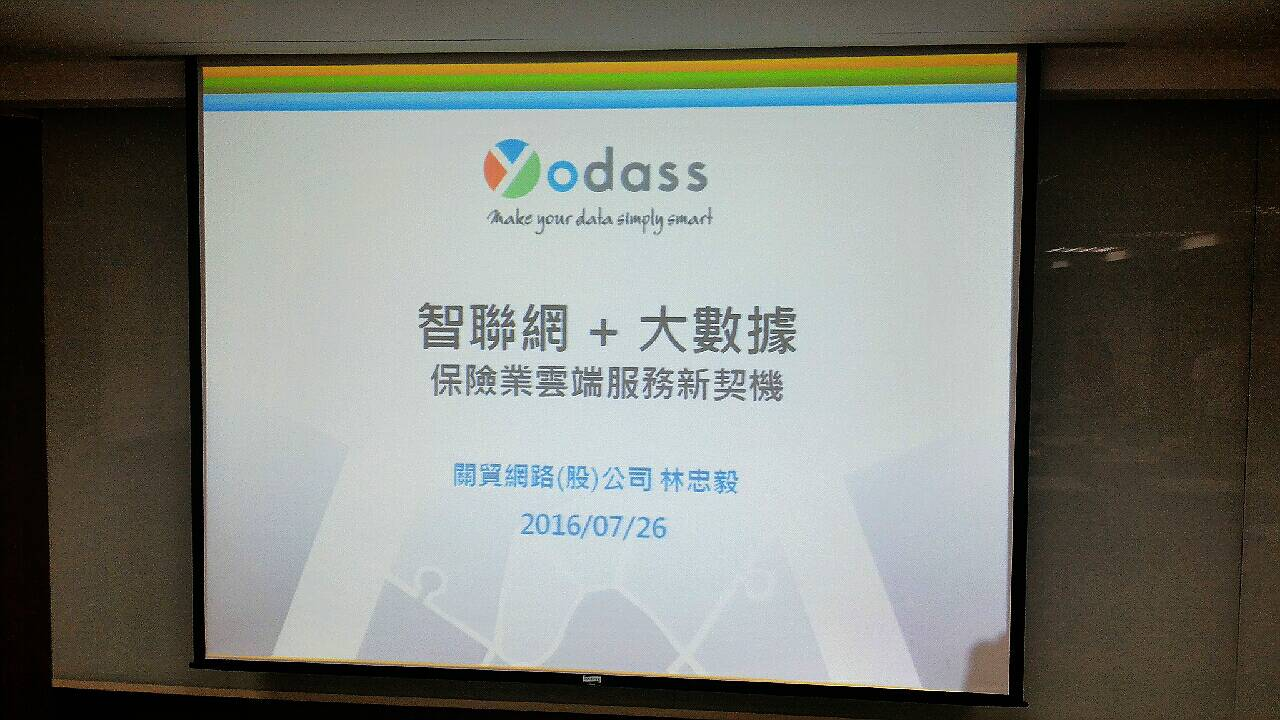 Yodass
Make your data simply smart
智聯網 + 大數據
保險業雲端服務新契機
關貿網路(股)公司 林忠毅
2016/07/26